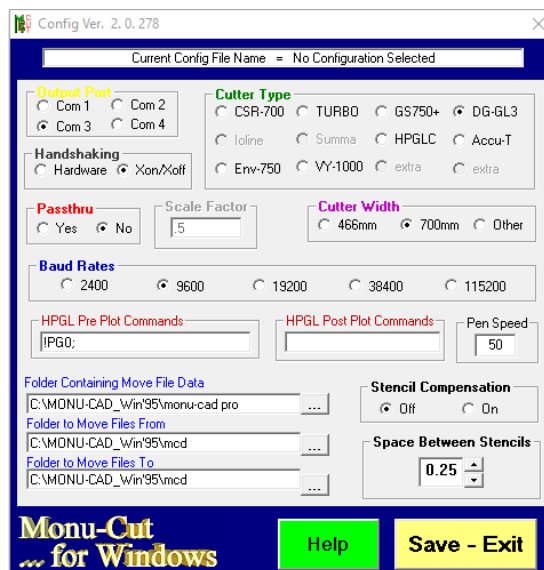 Config Ver. 2. 0. 278
Current Config File Name = No Configuration Selected
Output Port
Com 1 Com 2
Com 3 Com 4
Cutter Type
CSR-700 TURBO GS750+ DG-GL3
Ioline Summa HPGLC Accu-T
Env-750 VY-1000 extra extra
Handshaking
Hardware Xon/Xoff
Passthru
Yes No
Scale Factor
.5
Cutter Width
466mm 700mm Other
Baud Rates
2400 9600 19200 38400 115200
HPGL Pre Plot Commands
!PG0;
HPGL Post Plot Commands
Pen Speed
50
Folder Containing Move File Data
C:\MONU-CAD_Win'95\monu-cad pro
...
Folder to Move Files From
C:\MONU-CAD_Win'95\mcd
...
Folder to Move Files To
C:\MONU-CAD_Win'95\mcd
...
Stencil Compensation
Off On
Space Between Stencils
0.25
Monu-Cut
... for Windows
Help
Save - Exit